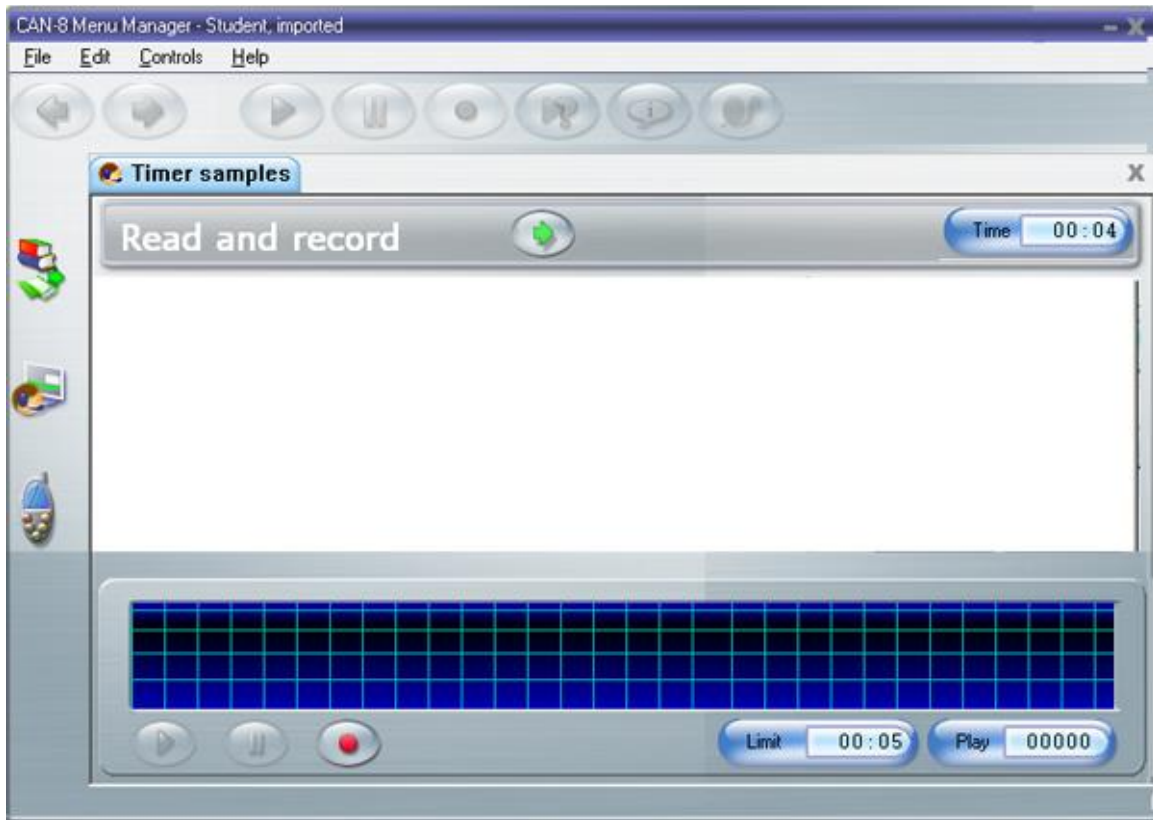 CAN-8 Menu Manager - Student, imported
File Edit Controls Help
Timer samples
Read and record
Time 00:04
Limit 00:05 Play 00000